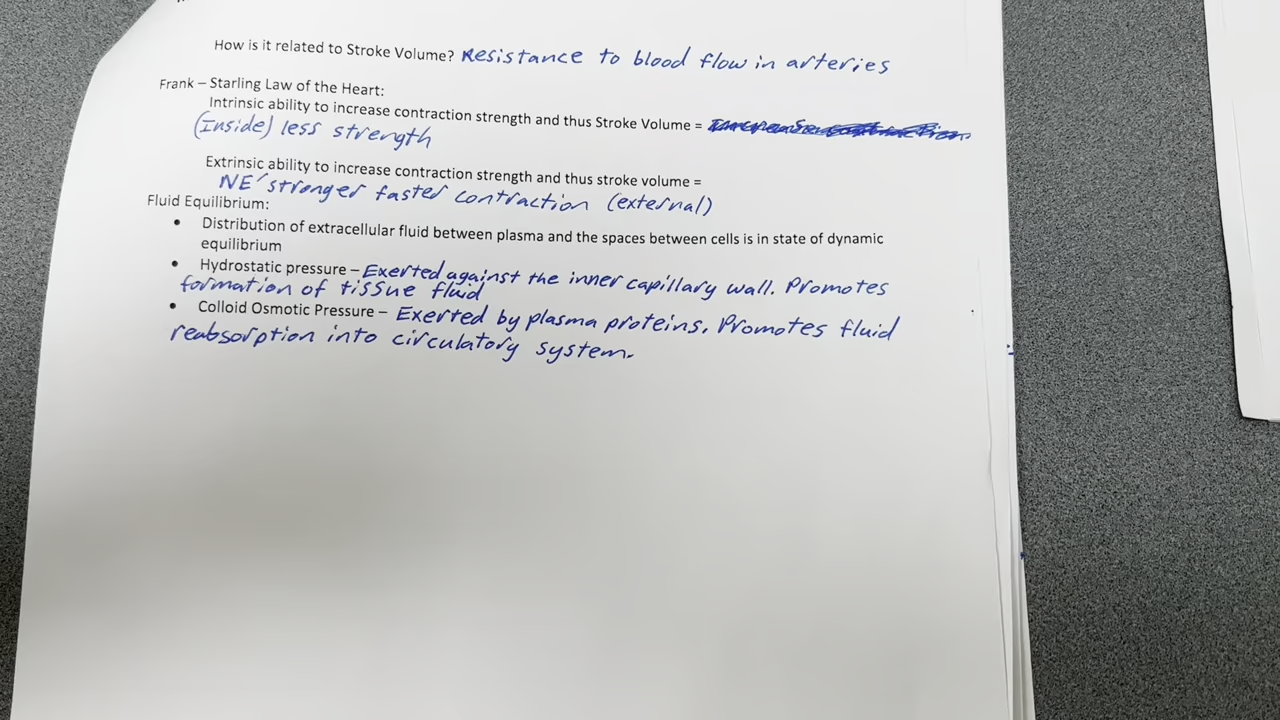 How is it related to Stroke Volume? Resistance to blood flow in arteries
Frank – Starling Law of the Heart:
Intrinsic ability to increase contraction strength and thus Stroke Volume =
(Inside) less strength
Extrinsic ability to increase contraction strength and thus stroke volume =
NE stronger faster contraction (external)
Fluid Equilibrium:
• Distribution of extracellular fluid between plasma and the spaces between cells is in state of dynamic
equilibrium
• Hydrostatic pressure – Exerted against the inner capillary wall. Promotes
formation of tissue fluid
• Colloid Osmotic Pressure – Exerted by plasma proteins. Promotes fluid
reabsorption into circulatory system.